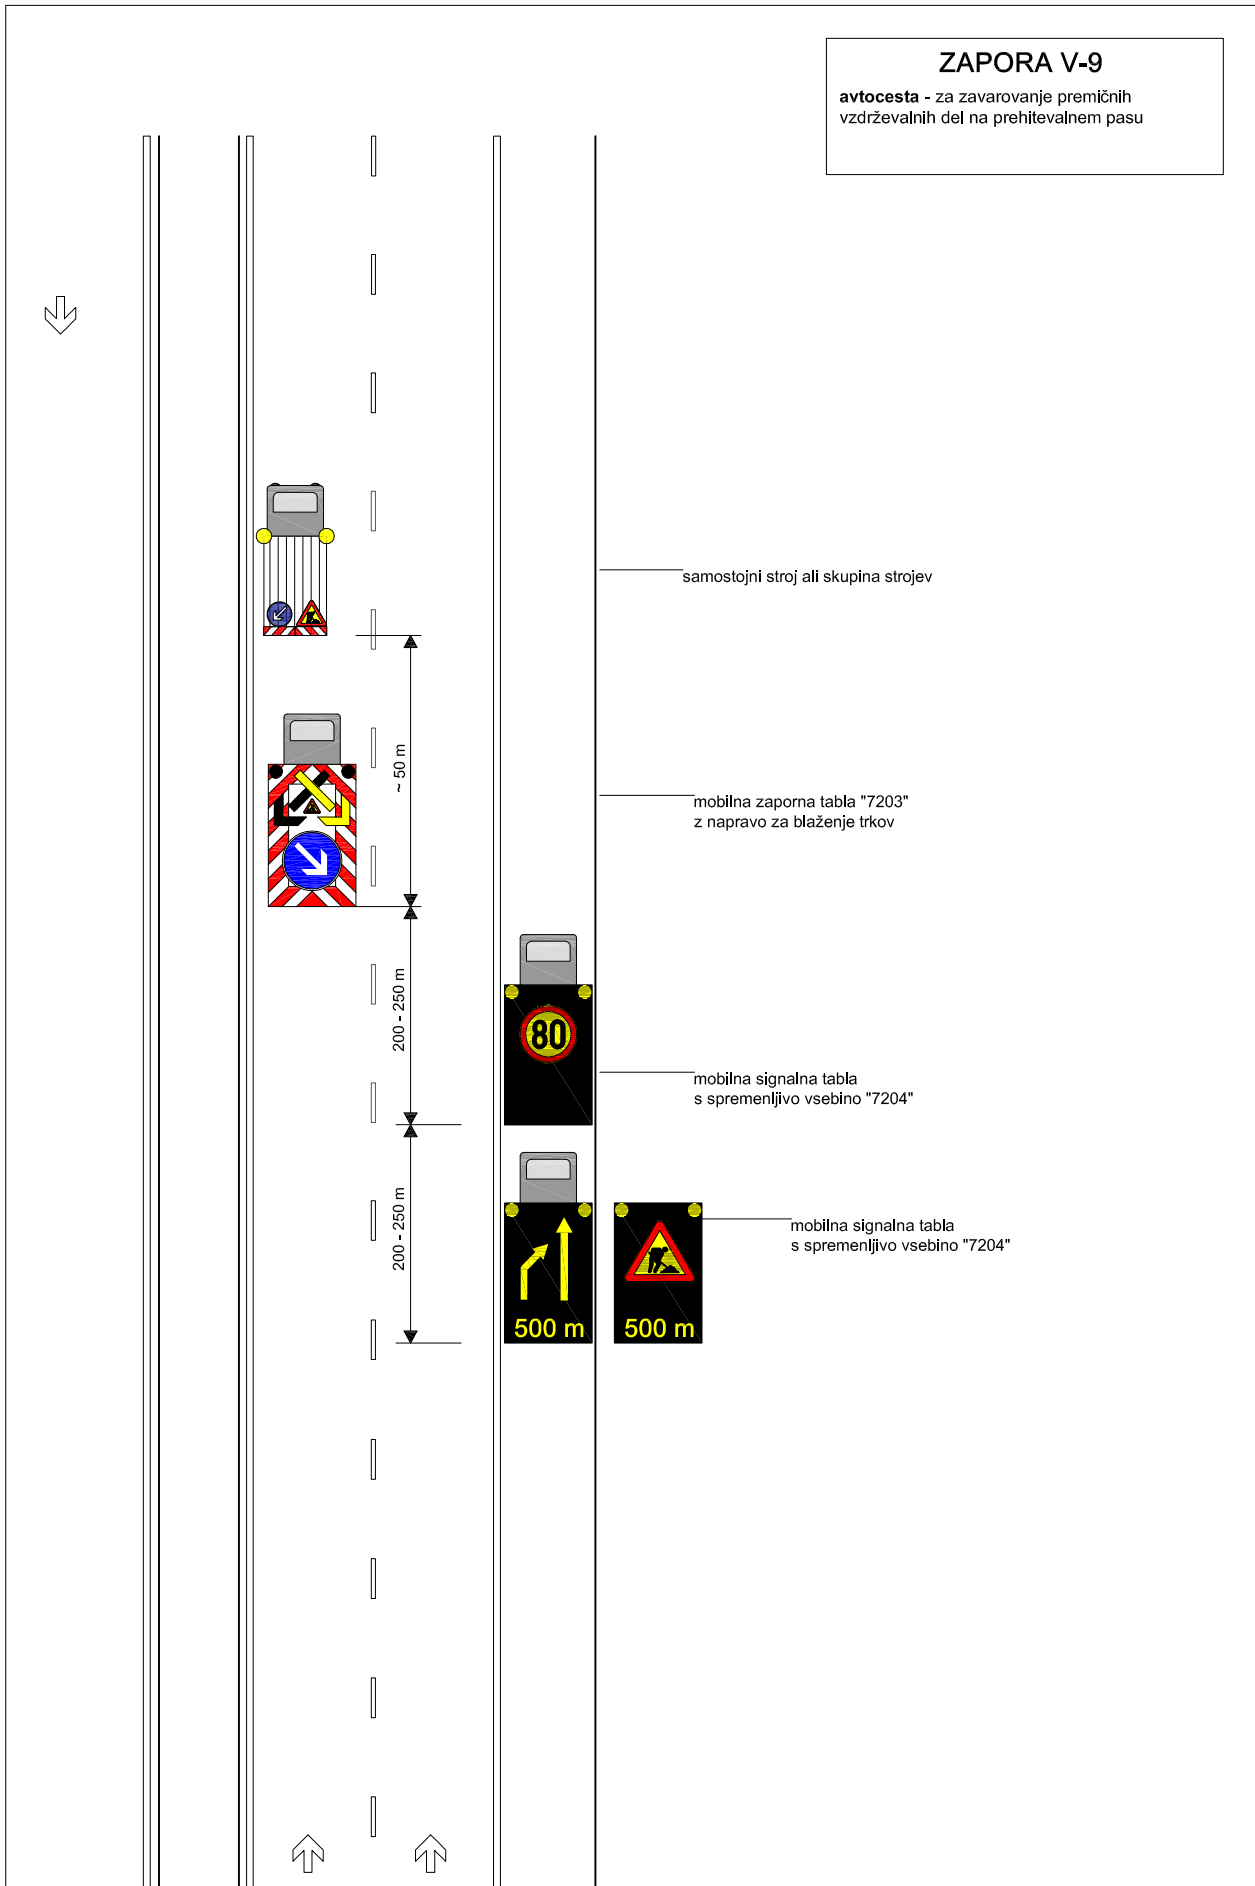 ZAPORA V-9
avtocesta - za zavarovanje premičnih
vzdrževalnih del na prehitevalnem pasu
samostojni stroj ali skupina strojev
~ 50 m
mobilna zaporna tabla "7203"
z napravo za blaženje trkov
200 - 250 m
80
mobilna signalna tabla
s spremenljivo vsebino "7204"
200 - 250 m
mobilna signalna tabla
s spremenljivo vsebino "7204"
500 m
500 m